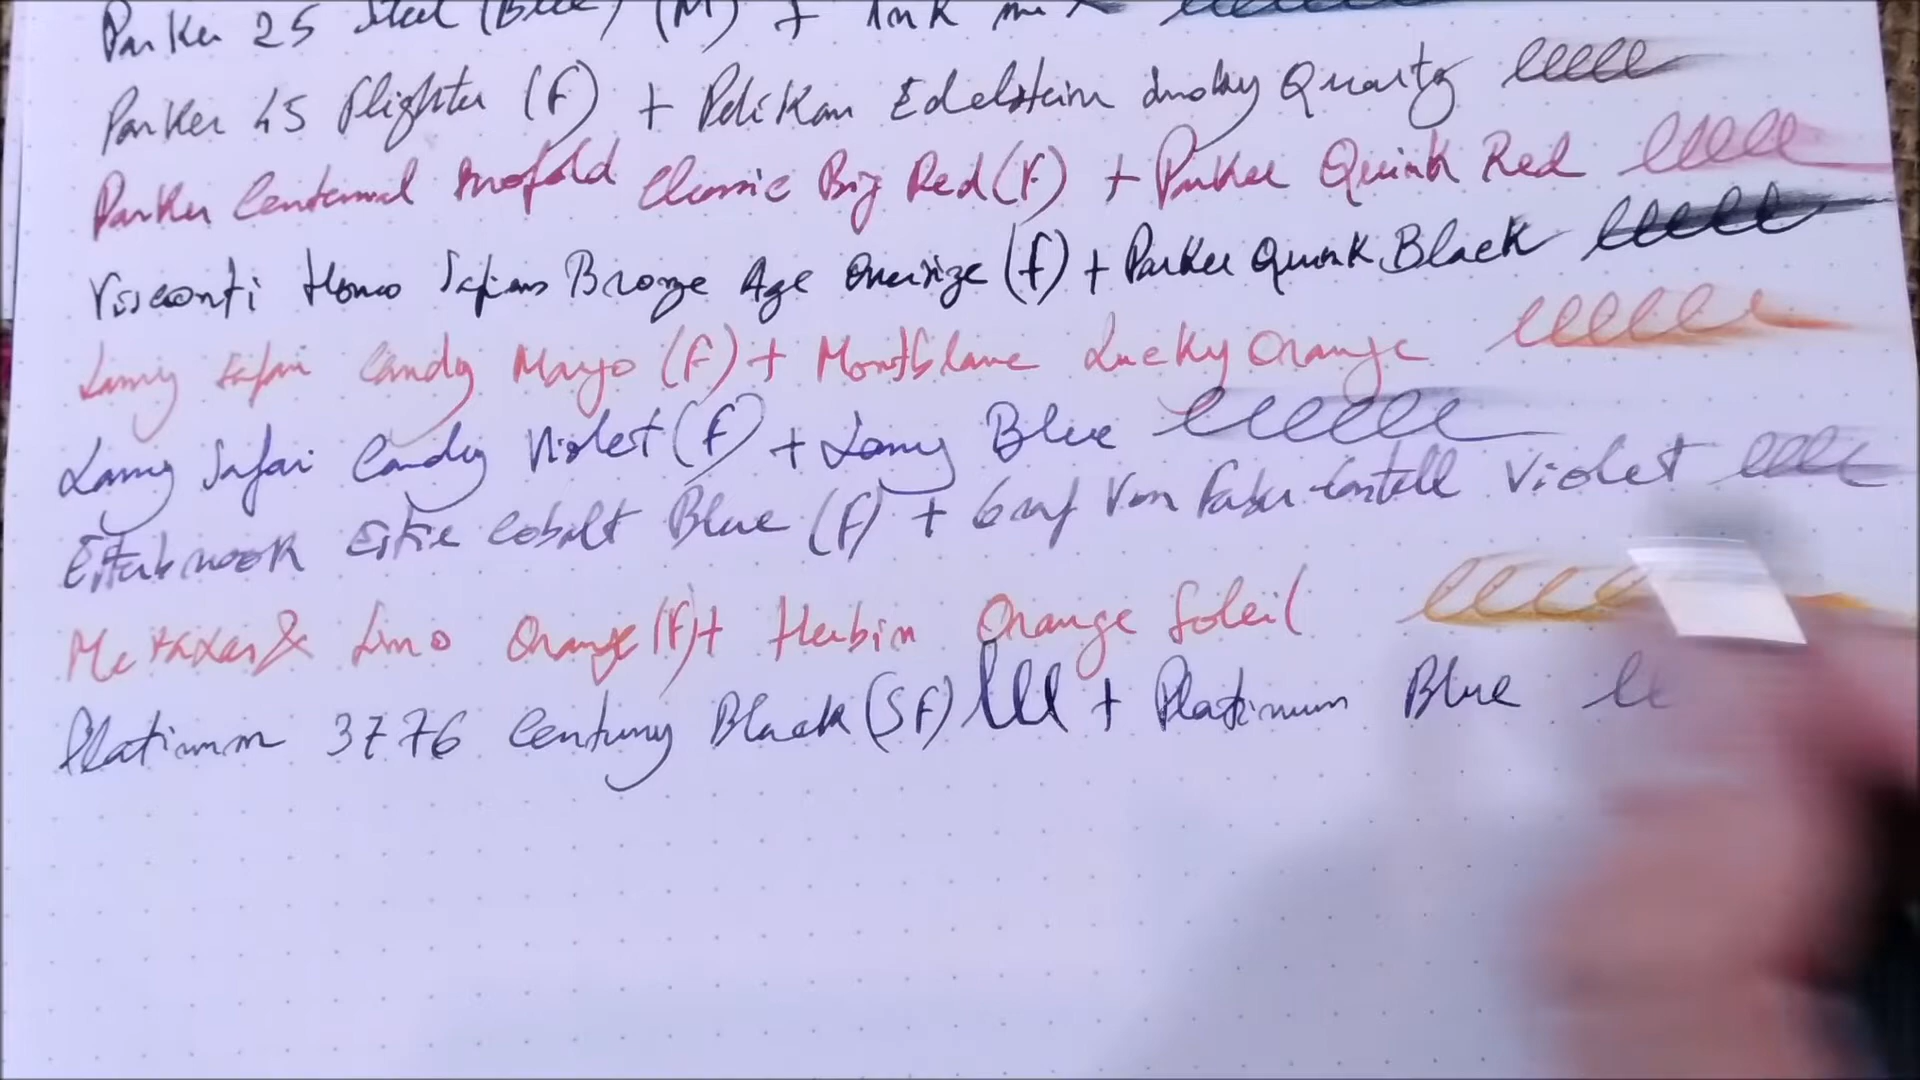 Parker 25 Steel (Blue) (M) + Ink mix
Parker 45 Flighter (F) + Pelikan Edelstein Smoky Quartz
Parker Centennial Duofold Classic Big Red (F) + Parker Quink Red
Visconti Homo Sapiens Bronze Age Oversize (f) + Parker Quink Black
Lamy Safari Candy Mango (F) + Montblanc Lucky Orange
Lamy Safari Candy Violet (F) + Lamy Blue
Esterbrook Estie Cobalt Blue (F) + Graf Von Faber-Castell Violet
Orange (F) + Herbin Orange Soleil
Platinum 3776 Century Black (SF) + Platinum Blue